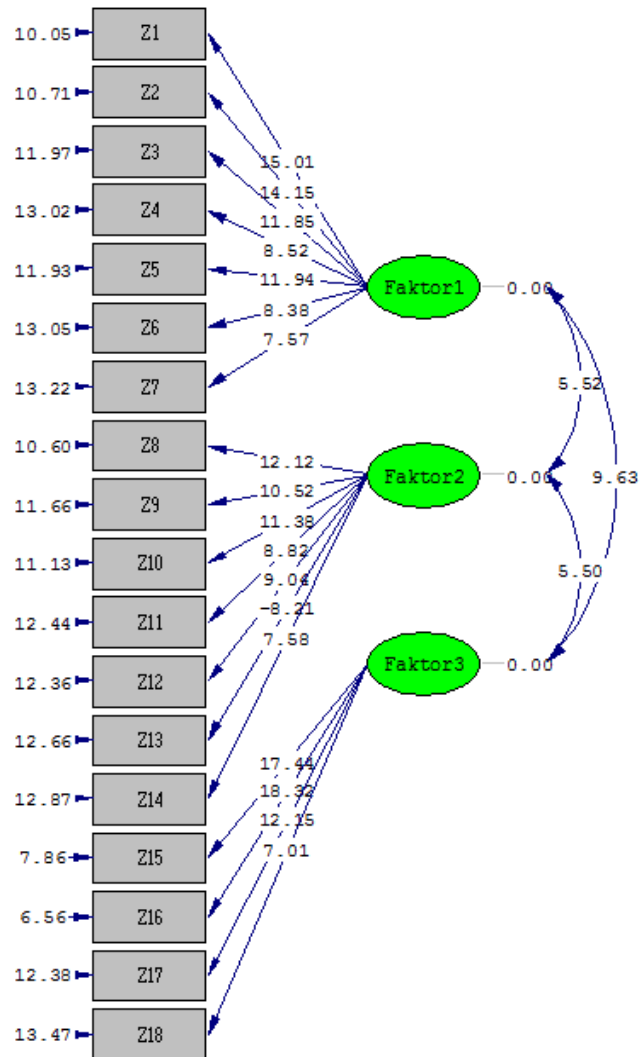 10.05 Z1
10.71 Z2
11.97 Z3
13.02 Z4
11.93 Z5
13.05 Z6
13.22 Z7
10.60 Z8
11.66 Z9
11.13 Z10
12.44 Z11
12.36 Z12
12.66 Z13
12.87 Z14
7.86 Z15
6.56 Z16
12.38 Z17
13.47 Z18
15.01
14.15
11.85
8.52
11.94
8.38
7.57
12.12
10.52
11.38
8.82
9.04
-8.21
7.58
17.44
18.32
12.15
7.01
Faktor1 0.00
Faktor2 0.00
Faktor3 0.00
5.52
9.63
5.50